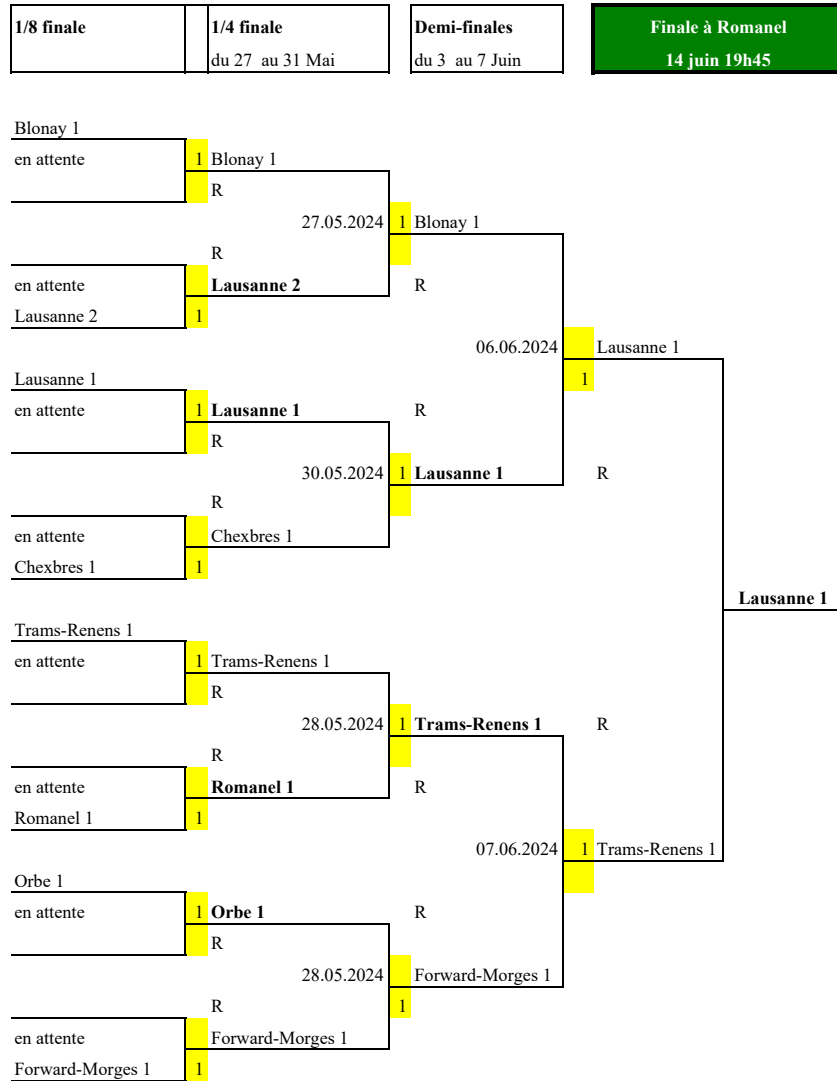 1/8 finale 1/4 finale Demi-finales Finale à Romanel
du 27 au 31 Mai du 3 au 7 Juin 14 juin 19h45
Blonay 1
en attente 1 Blonay 1
R
27.05.2024 1 Blonay 1
R
en attente Lausanne 2 R
Lausanne 2 1
06.06.2024 Lausanne 1
Lausanne 1 1
en attente 1 Lausanne 1 R
R
30.05.2024 1 Lausanne 1 R
R
en attente Chexbres 1
Chexbres 1 1
Lausanne 1
Trams-Renens 1
en attente 1 Trams-Renens 1
R
28.05.2024 1 Trams-Renens 1 R
R
en attente Romanel 1 R
Romanel 1 1
07.06.2024 1 Trams-Renens 1
Orbe 1
en attente 1 Orbe 1 R
R
28.05.2024 Forward-Morges 1
R 1
en attente Forward-Morges 1
Forward-Morges 1 1